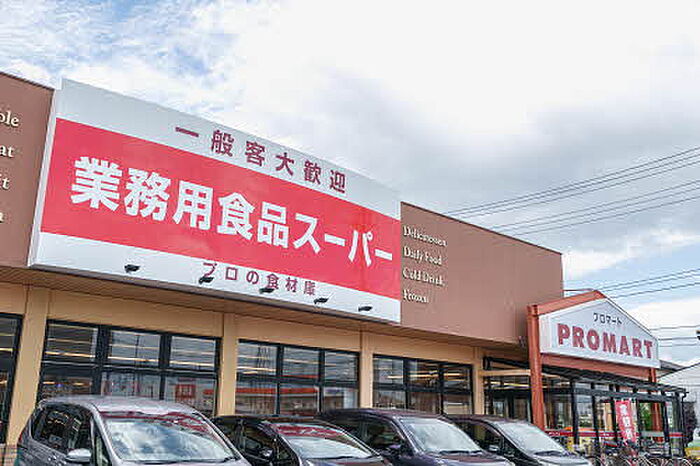 一般客大歓迎
業務用食品スーパー
プロの食材庫
Delicatessen
Daily Food
Cold Drink
Frozen
プロマート
PROMART